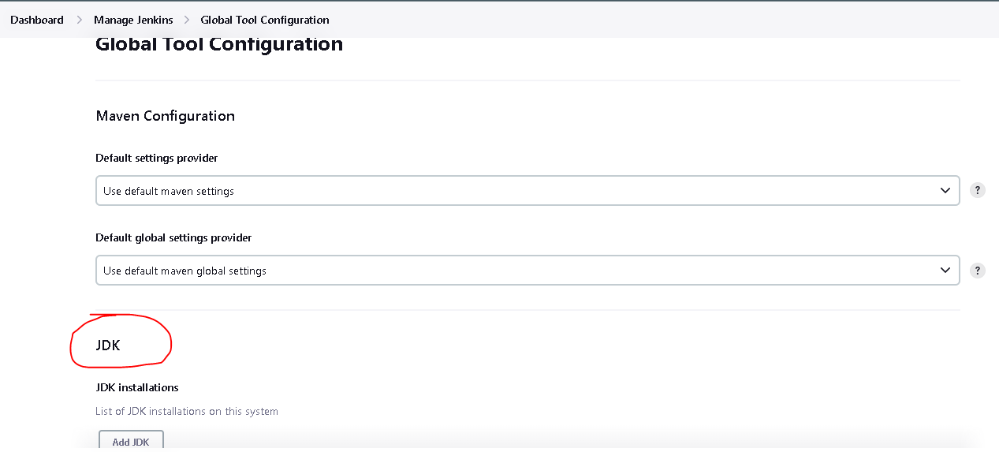 Dashboard > Manage Jenkins > Global Tool Configuration
Global Tool Configuration
Maven Configuration
Default settings provider
Use default maven settings
?
Default global settings provider
Use default maven global settings
?
JDK
JDK installations
List of JDK installations on this system
Add JDK